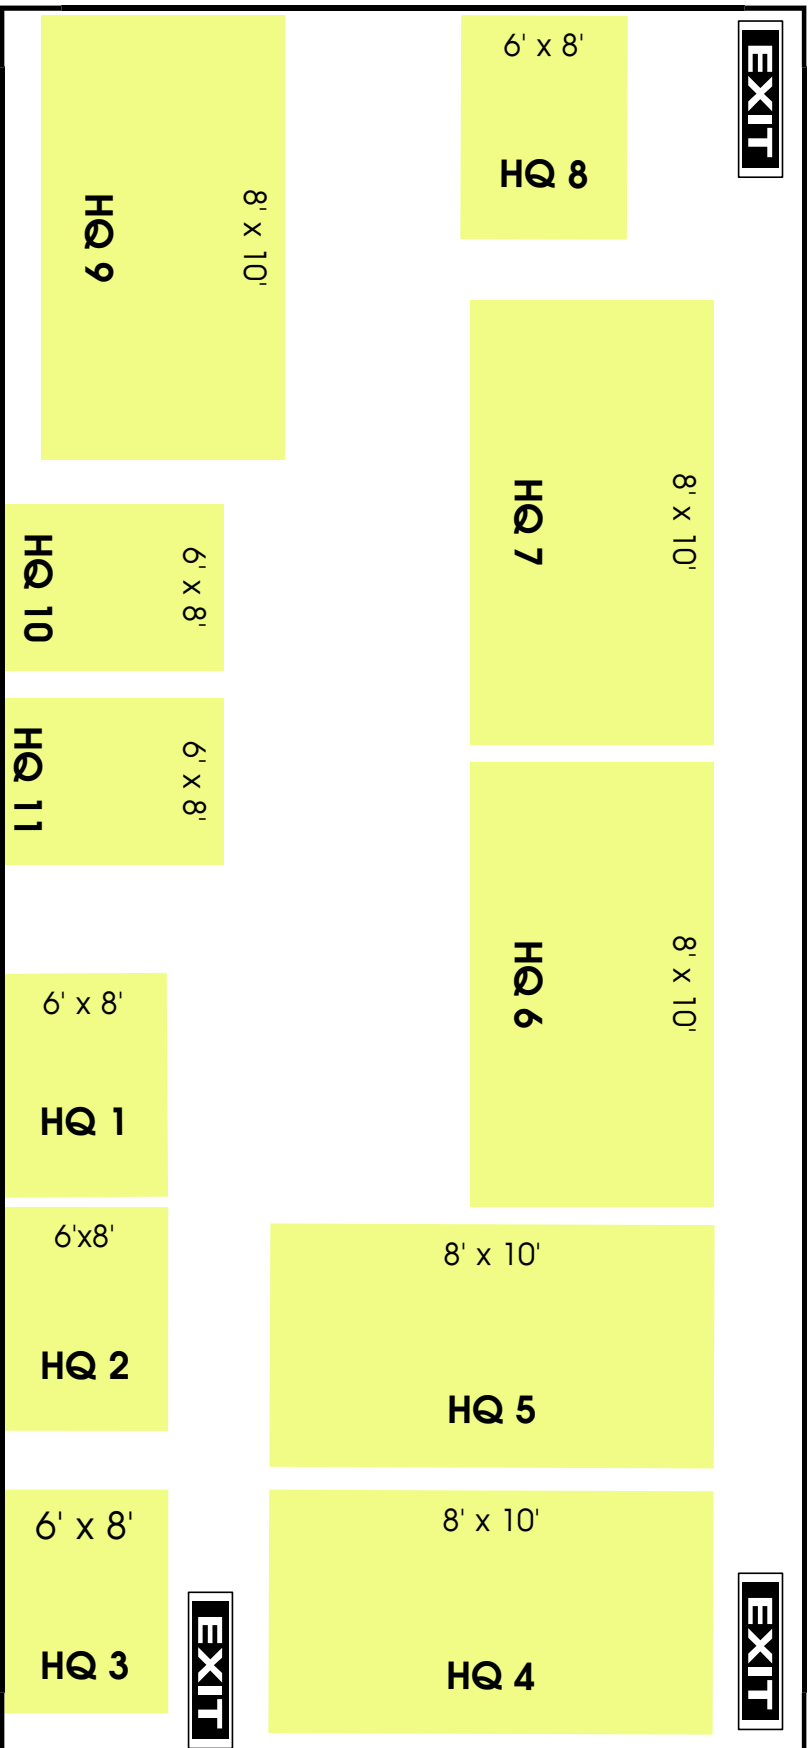 6' x 8'
HQ 8
EXIT
HQ 9
8' x 10'
HQ 7
8' x 10'
HQ 10
6' x 8'
HQ 11
6' x 8'
HQ 6
8' x 10'
6' x 8'
HQ 1
6'x8'
HQ 2
8' x 10'
HQ 5
6' x 8'
HQ 3
EXIT
8' x 10'
HQ 4
EXIT